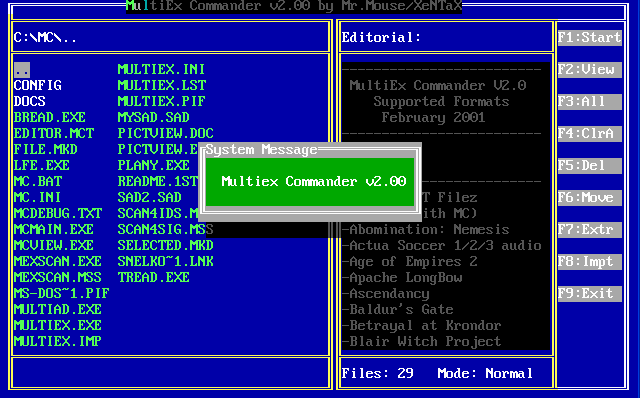 MultiEx Commander v2.00 by Mr.Mouse/XeNTaX
C:\MC\..
Editorial:
F1:Start
F2:View
F3:All
F4:ClrA
F5:Del
F6:Move
F7:Extr
F8:Impt
F9:Exit
..
CONFIG
DOCS
BREAD.EXE
EDITOR.MCT
FILE.MKD
LFE.EXE
MC.BAT
MC.INI
MCDEBUG.TXT
MCMAIN.EXE
MCVIEW.EXE
MEXSCAN.EXE
MEXSCAN.MSS
MS-DOS~1.PIF
MULTIAD.EXE
MULTIEX.EXE
MULTIEX.IMP
MULTIEX.INI
MULTIEX.LST
MULTIEX.PIF
MYSAD.SAD
PICTVIEW.DOC
PICTVIEW.E
PLANY.EXE
README.1ST
SAD2.SAD
SCAN4IDS.M
SCAN4SIG.MSS
SELECTED.MKD
SNELKO~1.LNK
TREAD.EXE
System Message
Multiex Commander v2.00
--------------------------
MultiEx Commander V2.0
Supported Formats
February 2001
--------------------------
--------------------------
T Filez
with MC)
-Abomination: Nemesis
-Actua Soccer 1/2/3 audio
-Age of Empires 2
-Apache LongBow
-Ascendancy
-Baldur's Gate
-Betrayal at Krondor
-Blair Witch Project
Files: 29 Mode: Normal